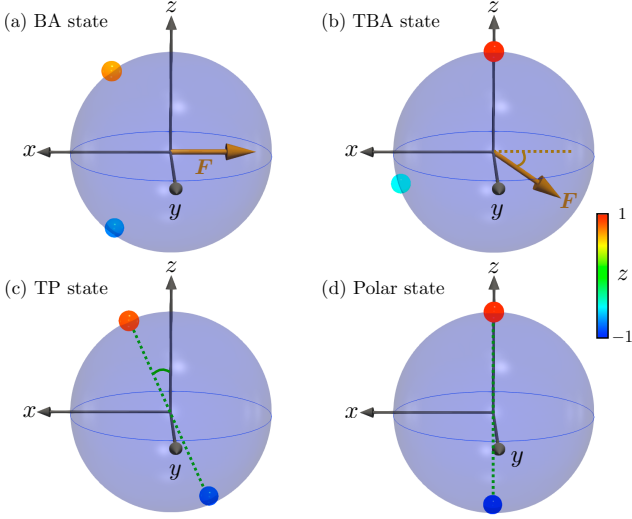 (a) BA state
z
x
F
y
(b) TBA state
z
x
F
y
(c) TP state
z
x
y
(d) Polar state
z
x
y
1
z
−1